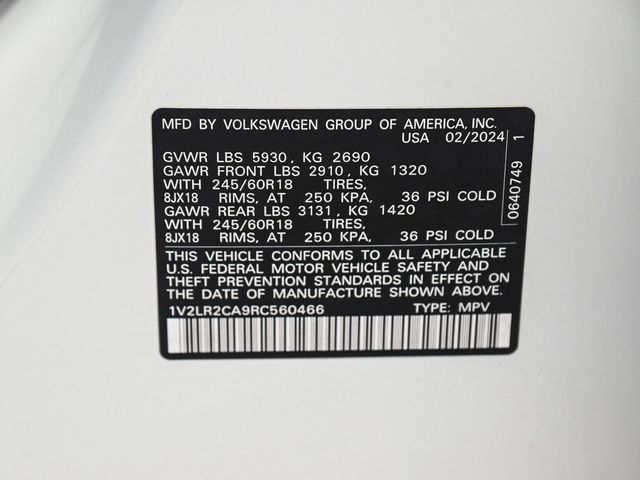 MFD BY VOLKSWAGEN GROUP OF AMERICA, INC.
USA 02/2024
GVWR LBS 5930, KG 2690
GAWR FRONT LBS 2910, KG 1320
WITH 245/60R18 TIRES,
8JX18 RIMS, AT 250 KPA, 36 PSI COLD
GAWR REAR LBS 3131, KG 1420
WITH 245/60R18 TIRES,
8JX18 RIMS, AT 250 KPA, 36 PSI COLD
THIS VEHICLE CONFORMS TO ALL APPLICABLE
U.S. FEDERAL MOTOR VEHICLE SAFETY AND
THEFT PREVENTION STANDARDS IN EFFECT ON
THE DATE OF MANUFACTURE SHOWN ABOVE.
1V2LR2CA9RC560466 TYPE: MPV
0640749 1